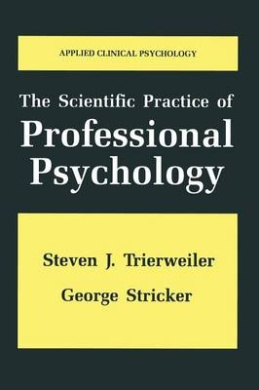 APPLIED CLINICAL PSYCHOLOGY
The Scientific Practice of
Professional
Psychology
Steven J. Trierweiler
George Stricker